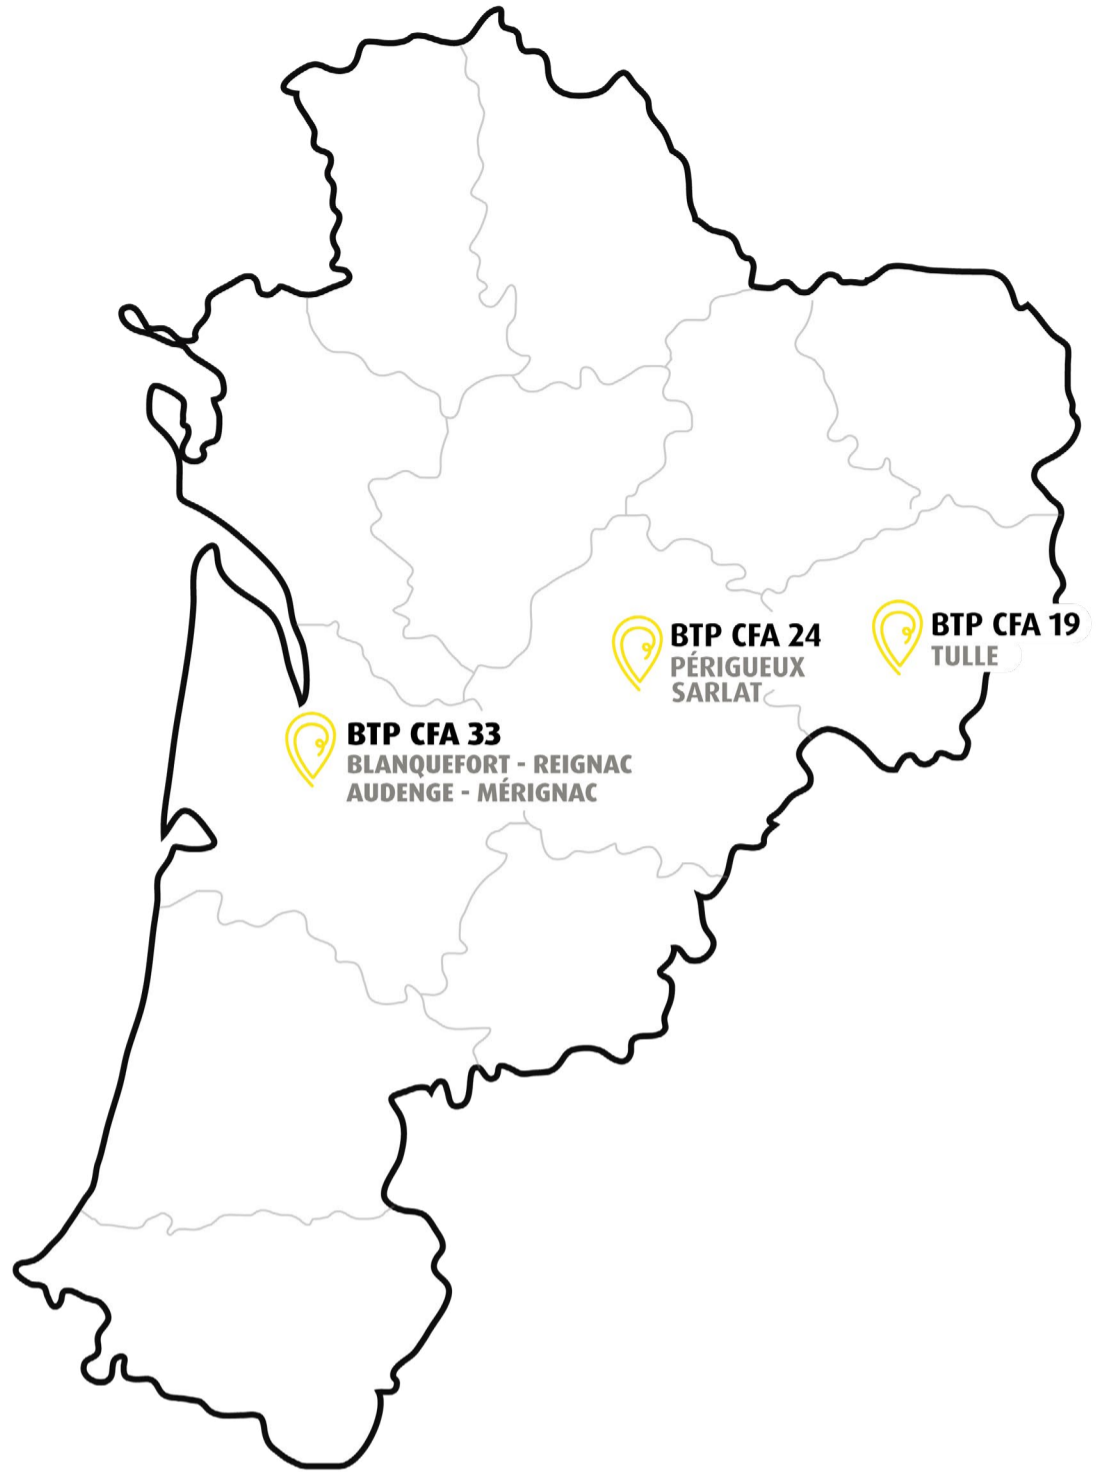 BTP CFA 19
TULLE
BTP CFA 24
PÉRIGUEUX
SARLAT
BTP CFA 33
BLANQUEFORT - REIGNAC
AUDENGE - MÉRIGNAC